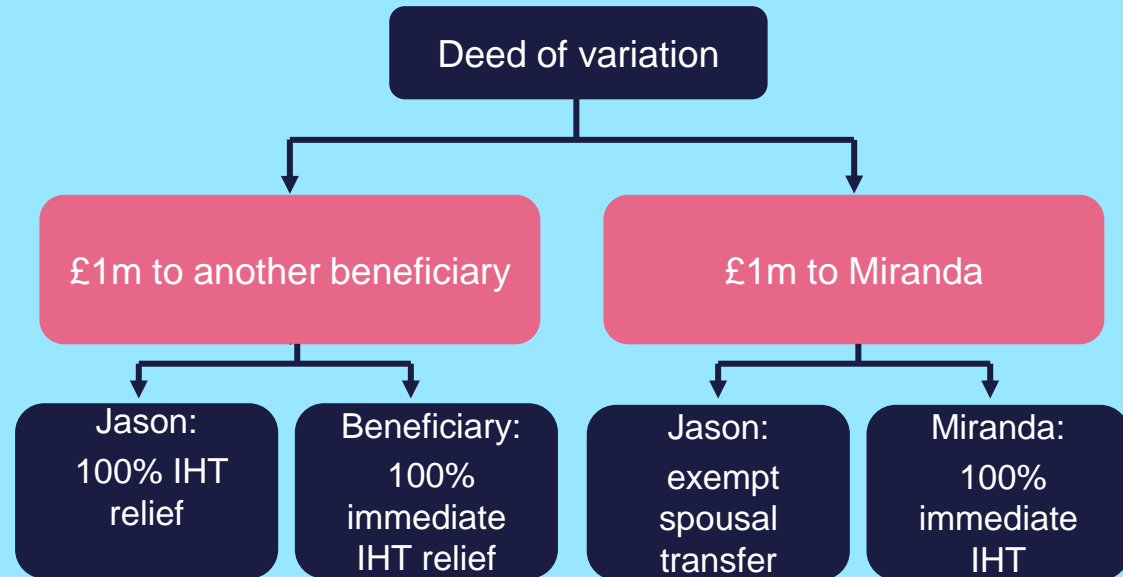 Deed of variation
£1m to another beneficiary
£1m to Miranda
Jason:
100% IHT
relief
Beneficiary:
100%
immediate
IHT relief
Jason:
exempt
spousal
transfer
Miranda:
100%
immediate
IHT